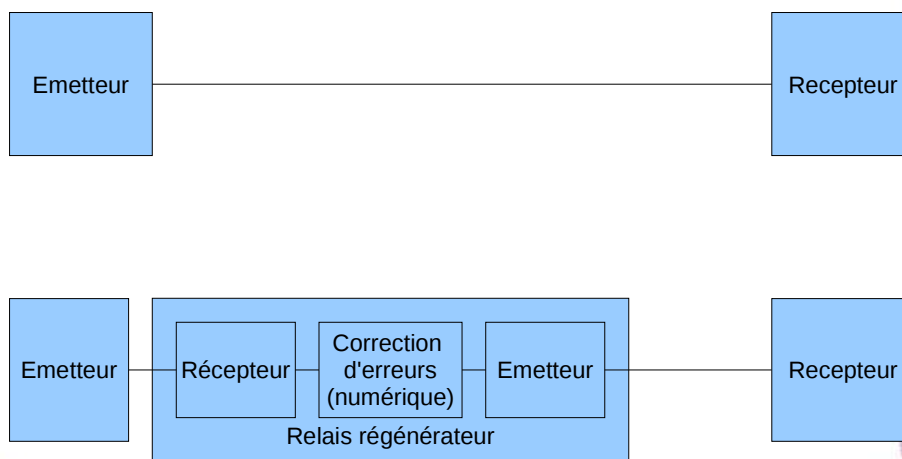 Emetteur
Recepteur
Emetteur
Récepteur
Correction
d'erreurs
(numérique)
Emetteur
Recepteur
Relais régénérateur